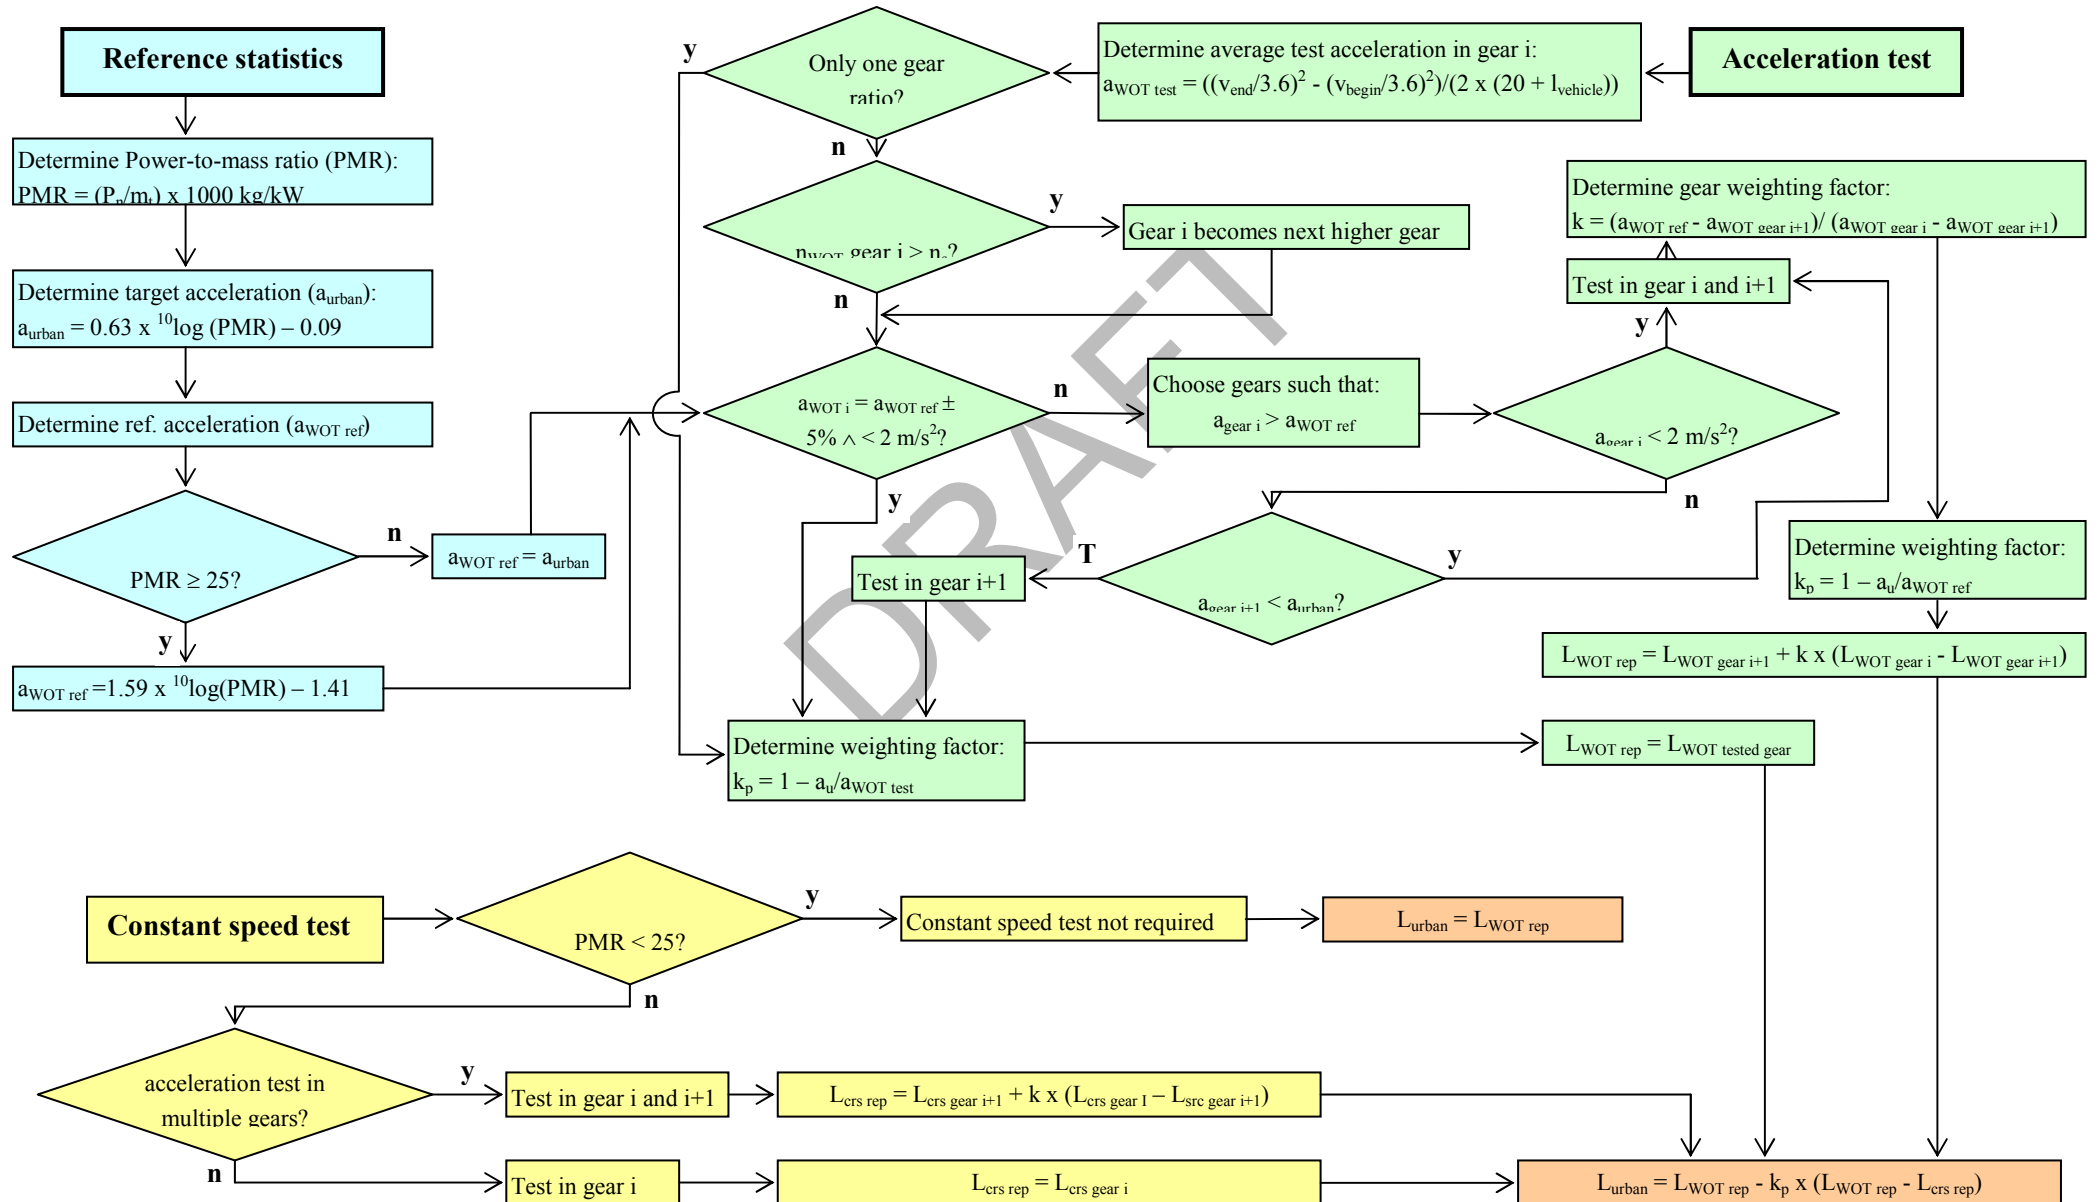 Reference statistics
Determine Power-to-mass ratio (PMR):
PMR = (Pn/mt) x 1000 kg/kW
Determine target acceleration (aurban):
aurban = 0.63 x 10log (PMR) – 0.09
Determine ref. acceleration (aWOT ref)
PMR ≥ 25?
n
aWOT ref = aurban
y
aWOT ref =1.59 x 10log(PMR) – 1.41
Acceleration test
Determine average test acceleration in gear i:
aWOT test = ((vend/3.6)2 - (vbegin/3.6)2)/(2 x (20 + lvehicle))
Only one gear
ratio?
y
n
nWOT gear i > ns?
y
Gear i becomes next higher gear
n
aWOT i = aWOT ref ±
5% ∧ < 2 m/s2?
n
Choose gears such that:
agear i > aWOT ref
agear i < 2 m/s2?
y
Test in gear i and i+1
Determine gear weighting factor:
k = (aWOT ref - aWOT gear i+1)/ (aWOT gear i - aWOT gear i+1)
n
agear i+1 < aurban?
y
T
Test in gear i+1
y
Determine weighting factor:
kp = 1 – au/aWOT test
LWOT rep = LWOT tested gear
Determine weighting factor:
kp = 1 – au/aWOT ref
LWOT rep = LWOT gear i+1 + k x (LWOT gear i - LWOT gear i+1)
DRAFT
Constant speed test
PMR < 25?
y
Constant speed test not required
Lurban = LWOT rep
n
acceleration test in
multiple gears?
y
Test in gear i and i+1
Lcrs rep = Lcrs gear i+1 + k x (Lcrs gear I – Lsrc gear i+1)
n
Test in gear i
Lcrs rep = Lcrs gear i
Lurban = LWOT rep - kp x (LWOT rep - Lcrs rep)